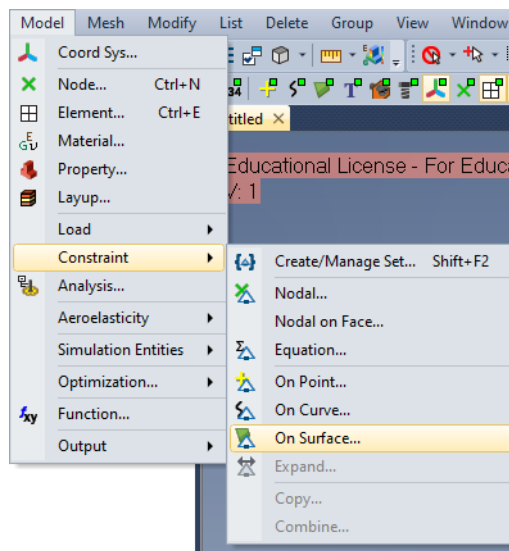 Model Mesh Modify List Delete Group View Window
Coord Sys...
Node... Ctrl+N
Element... Ctrl+E
Material...
Property...
Layup...
Load
Constraint
Analysis...
Aeroelasticity
Simulation Entities
Optimization...
Function...
Output
34
titled
Educational License - For Educa
V: 1
Create/Manage Set... Shift+F2
Nodal...
Nodal on Face...
Equation...
On Point...
On Curve...
On Surface...
Expand...
Copy...
Combine...